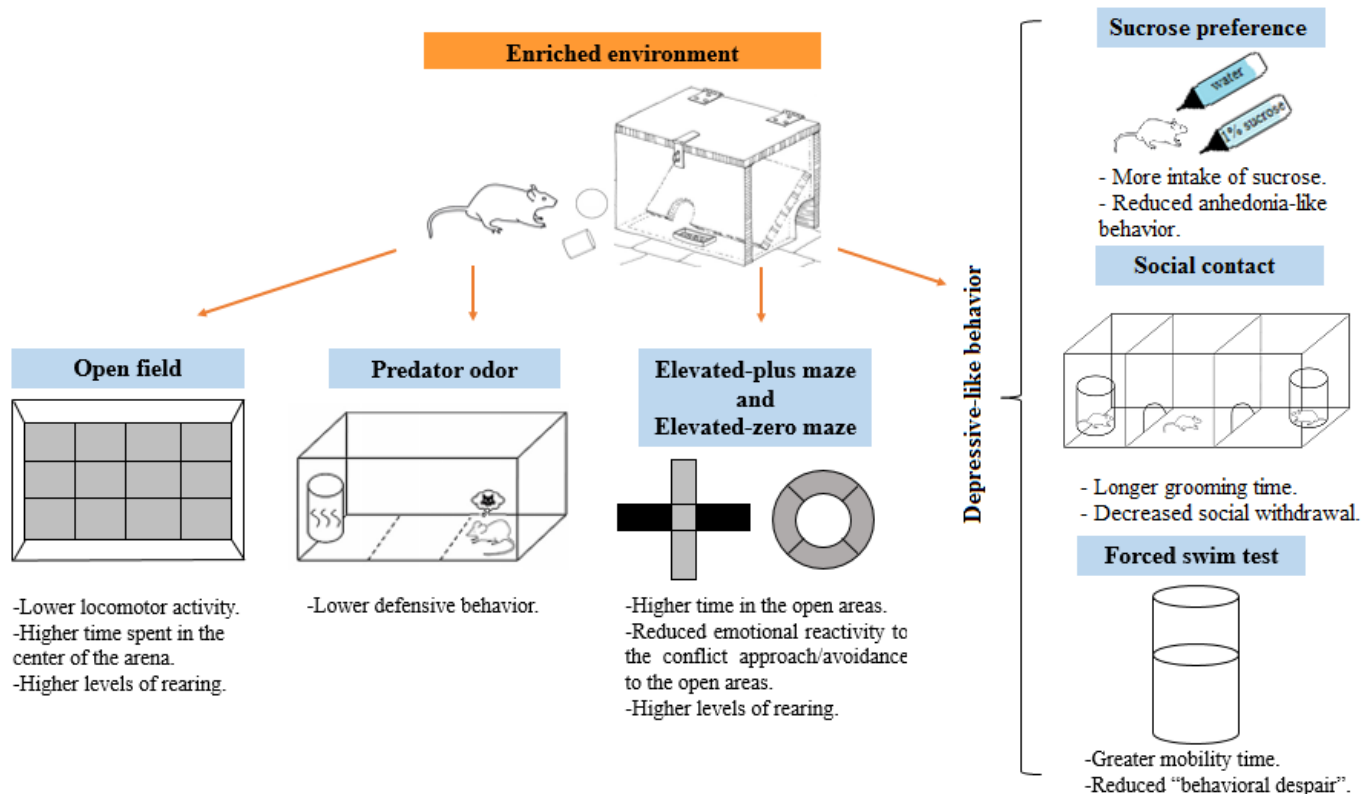 Enriched environment
Open field
-Lower locomotor activity.
-Higher time spent in the
center of the arena.
-Higher levels of rearing.
Predator odor
-Lower defensive behavior.
Elevated-plus maze
and
Elevated-zero maze
-Higher time in the open areas.
-Reduced emotional reactivity to
the conflict approach/avoidance
to the open areas.
-Higher levels of rearing.
Depressive-like behavior
Sucrose preference
water
1% sucrose
- More intake of sucrose.
- Reduced anhedonia-like
behavior.
Social contact
- Longer grooming time.
- Decreased social withdrawal.
Forced swim test
-Greater mobility time.
-Reduced “behavioral despair”.